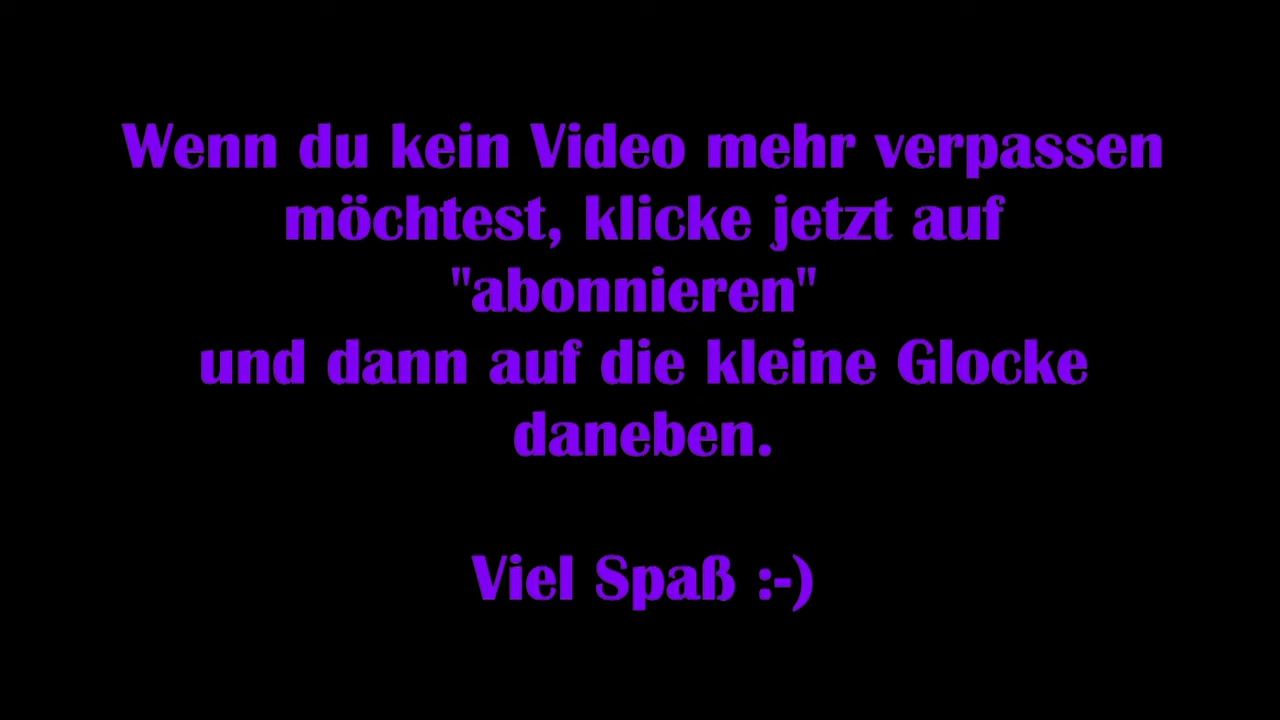 Wenn du kein Video mehr verpassen
möchtest, klicke jetzt auf
"abonnieren"
und dann auf die kleine Glocke
daneben.
Viel Spaß :-)